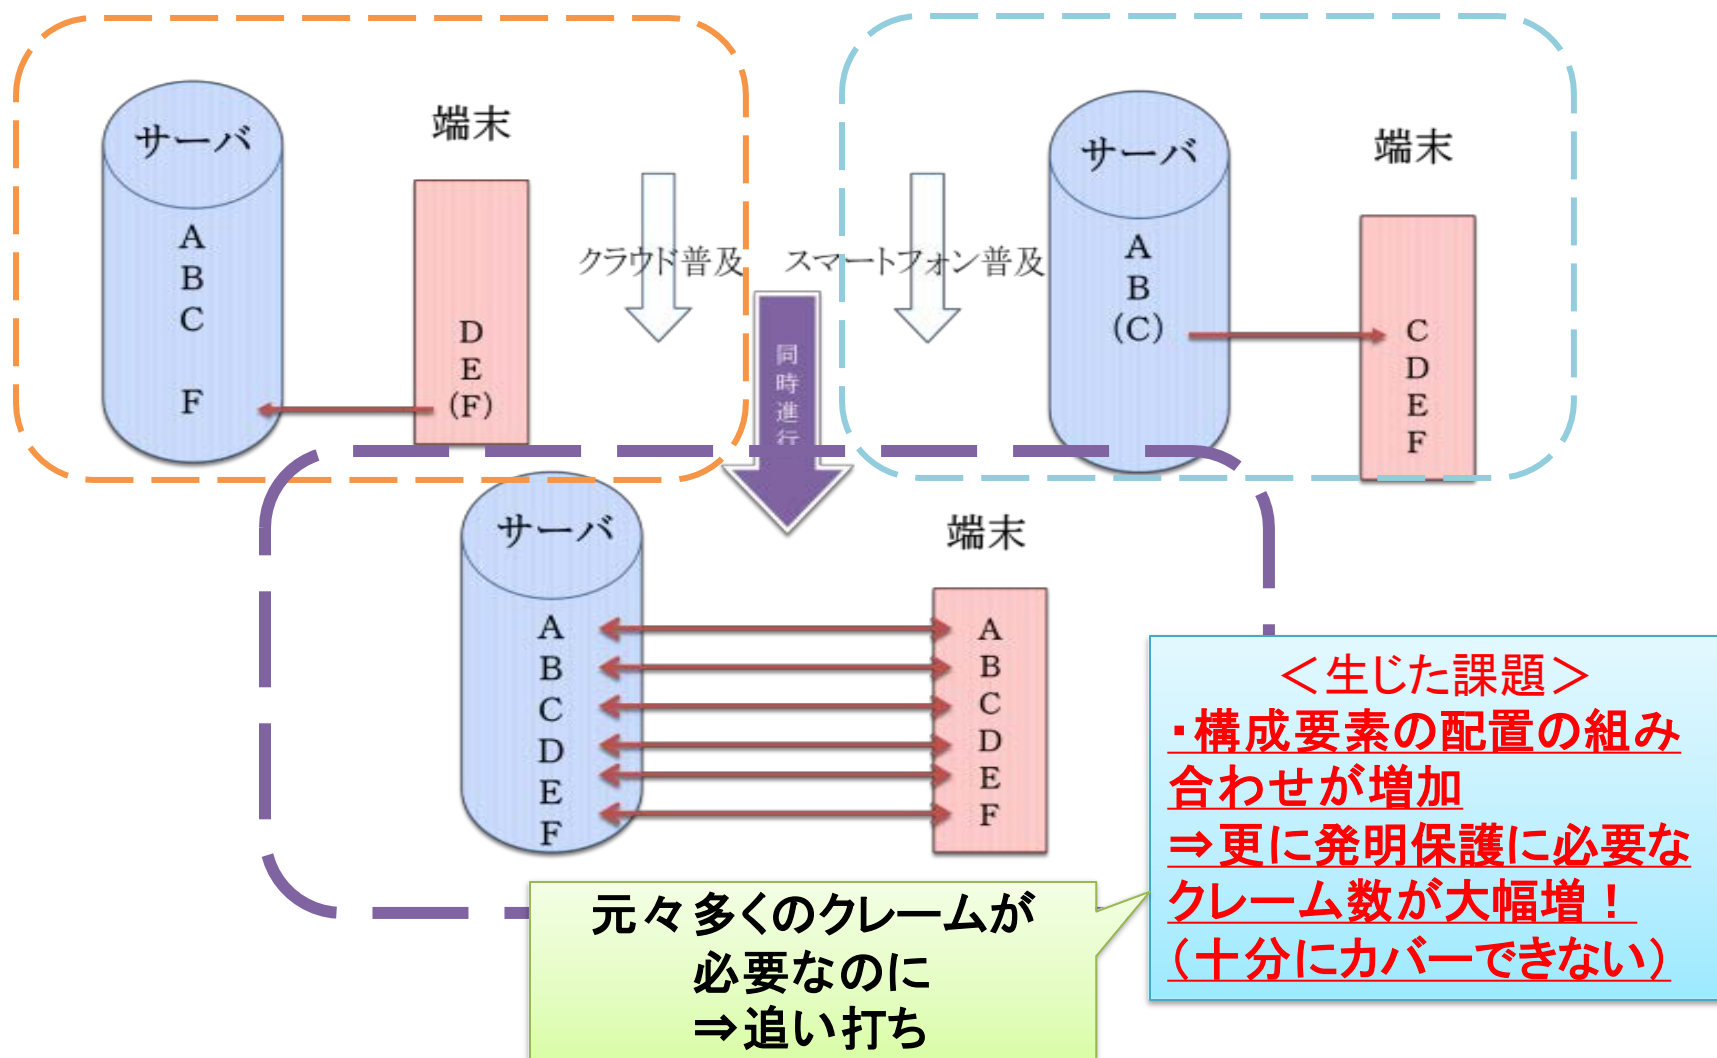 サーバ
A
B
C
F
端末
D
E
(F)
クラウド普及
スマートフォン普及
同時進行
サーバ
A
B
(C)
端末
C
D
E
F
サーバ
A
B
C
D
E
F
端末
A
B
C
D
E
F
＜生じた課題＞
・構成要素の配置の組み
合わせが増加
⇒更に発明保護に必要な
クレーム数が大幅増！
（十分にカバーできない）
元々多くのクレームが
必要なのに
⇒追い打ち